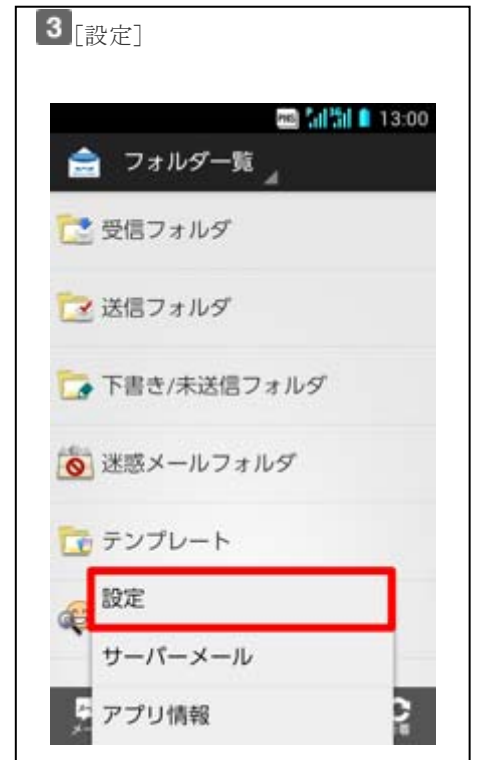 3 [設定]
PHS 3G 13:00
フォルダ一覧
受信フォルダ
送信フォルダ
下書き/未送信フォルダ
迷惑メールフォルダ
テンプレート
設定
サーバーメール
アプリ情報